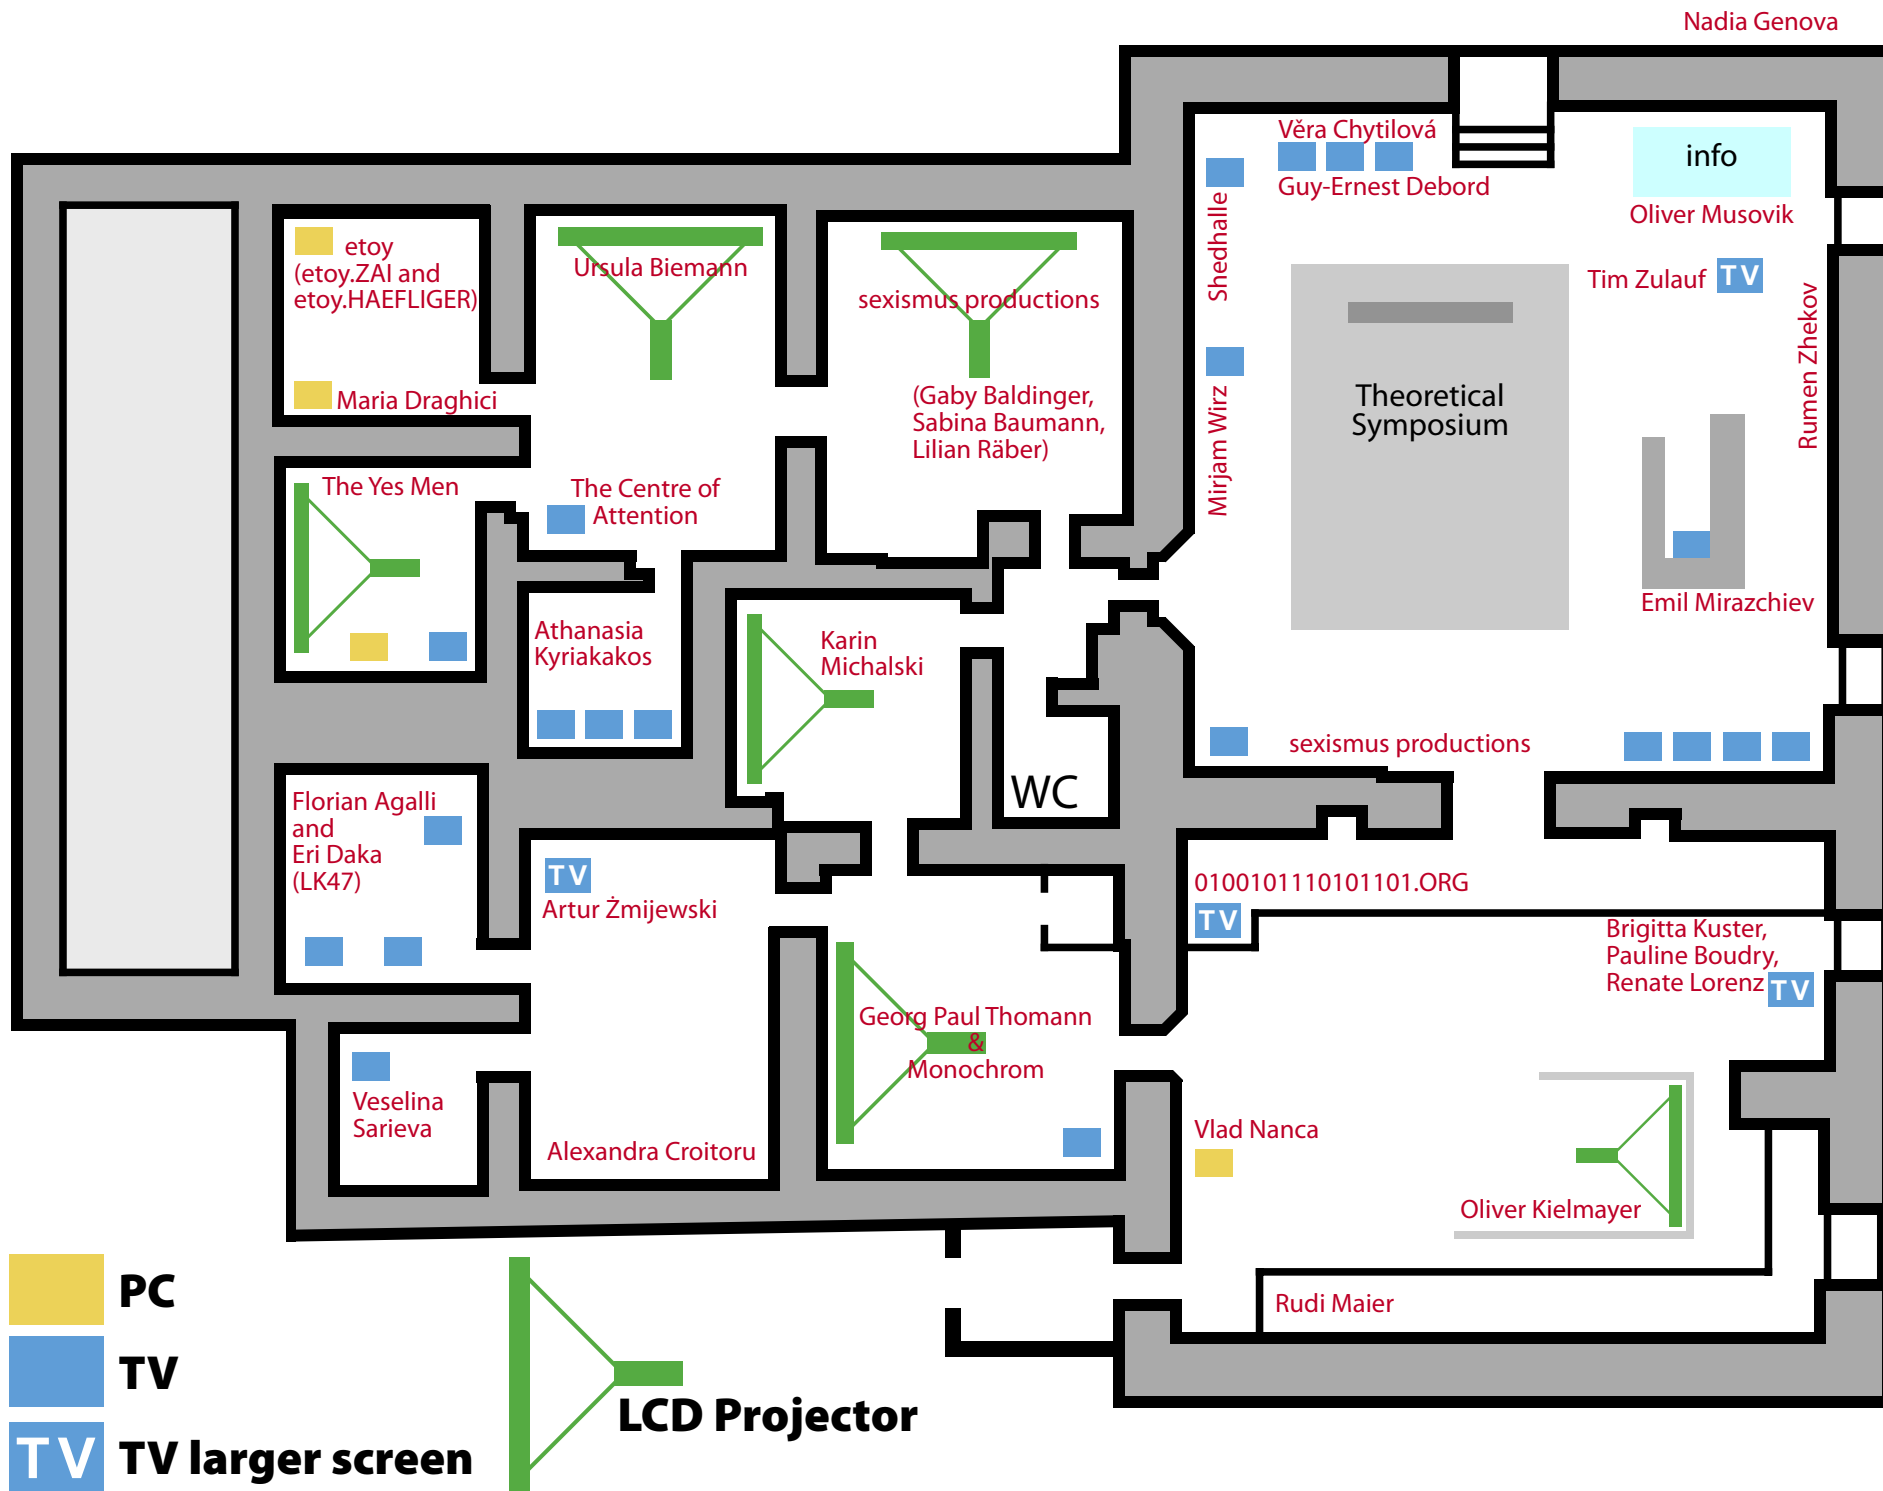 Nadia Genova
Věra Chytilová
Guy-Ernest Debord
info
Oliver Musovik
Shedhalle
Tim Zulauf TV
Rumen Zhekov
Mirjam Wirz
Theoretical
Symposium
Emil Mirazchiev
sexismus productions
etoy
(etoy.ZAI and
etoy.HAEFLIGER)
Maria Draghici
Ursula Biemann
sexismus productions
(Gaby Baldinger,
Sabina Baumann,
Lilian Räber)
The Yes Men
The Centre of
Attention
Athanasia
Kyriakakos
Karin
Michalski
WC
Florian Agalli
and
Eri Daka
(LK47)
TV
Artur Żmijewski
0100101110101101.ORG
TV
Brigitta Kuster,
Pauline Boudry,
Renate Lorenz TV
Georg Paul Thomann
&
Monochrom
Veselina
Sarieva
Alexandra Croitoru
Vlad Nanca
Oliver Kielmayer
Rudi Maier
PC
TV
TV TV larger screen
LCD Projector